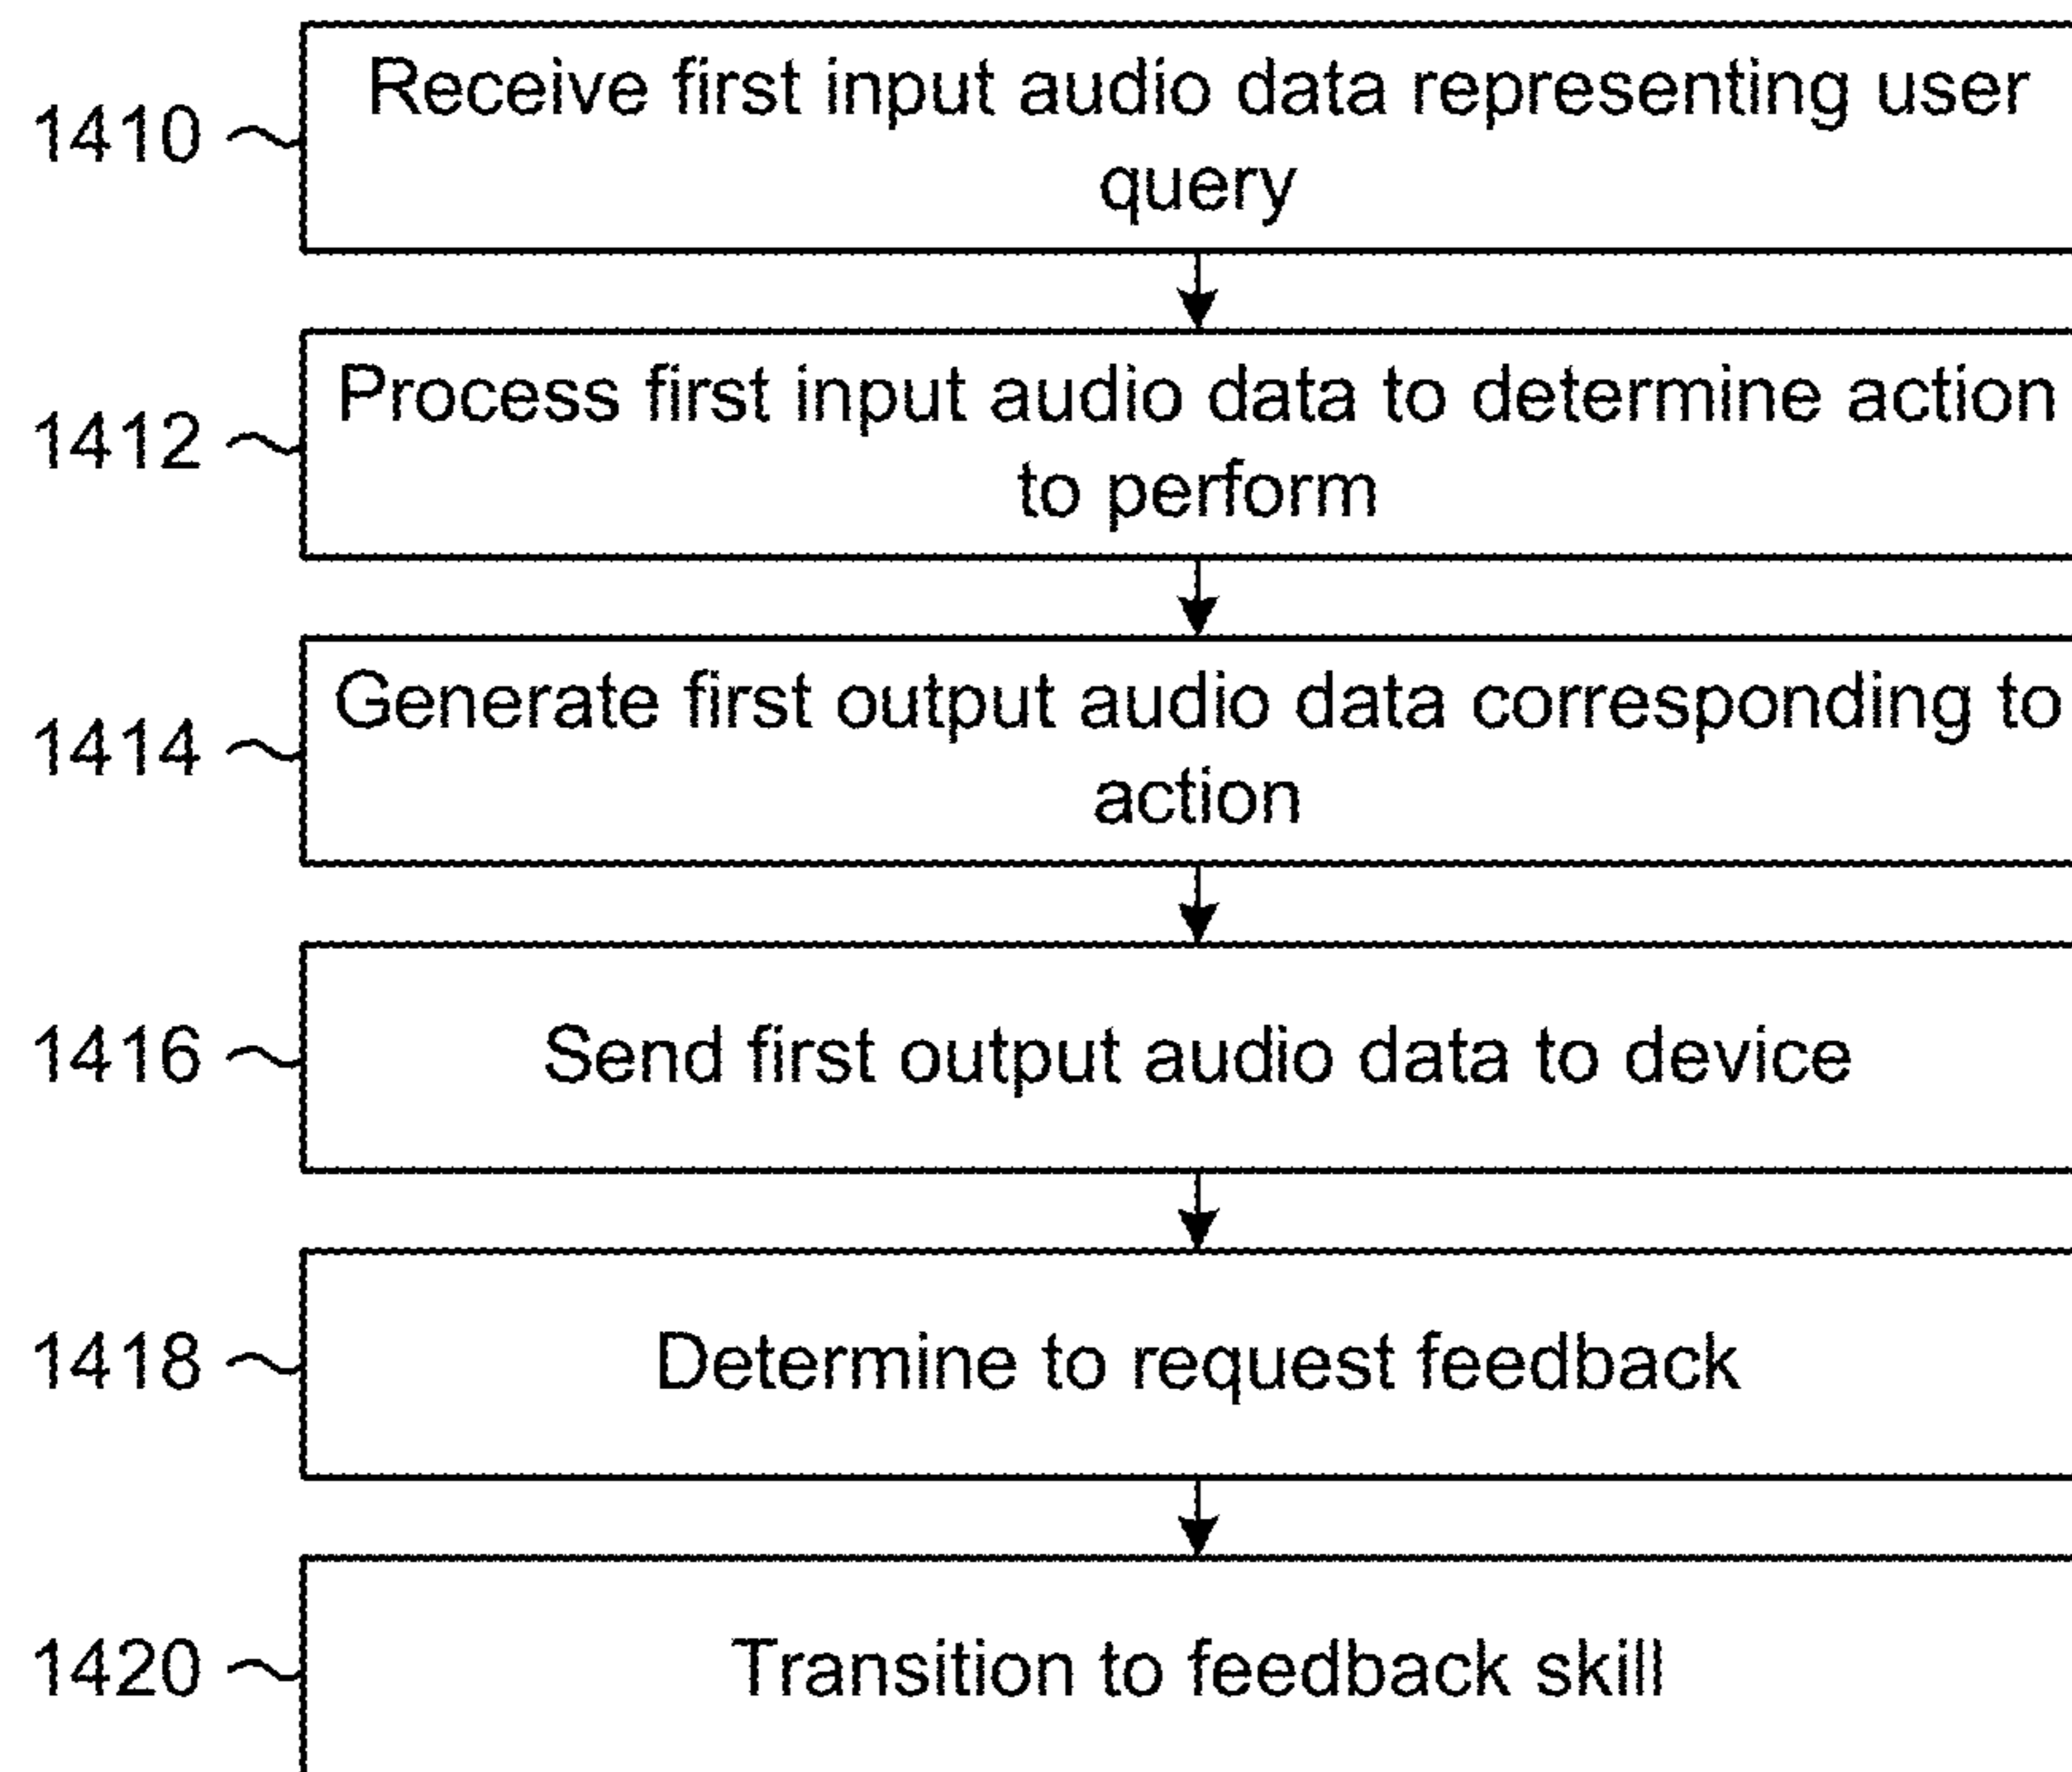 1410
Receive first input audio data representing user
query
1412
Process first input audio data to determine action
to perform
1414
Generate first output audio data corresponding to
action
1416
Send first output audio data to device
1418
Determine to request feedback
1420
Transition to feedback skill